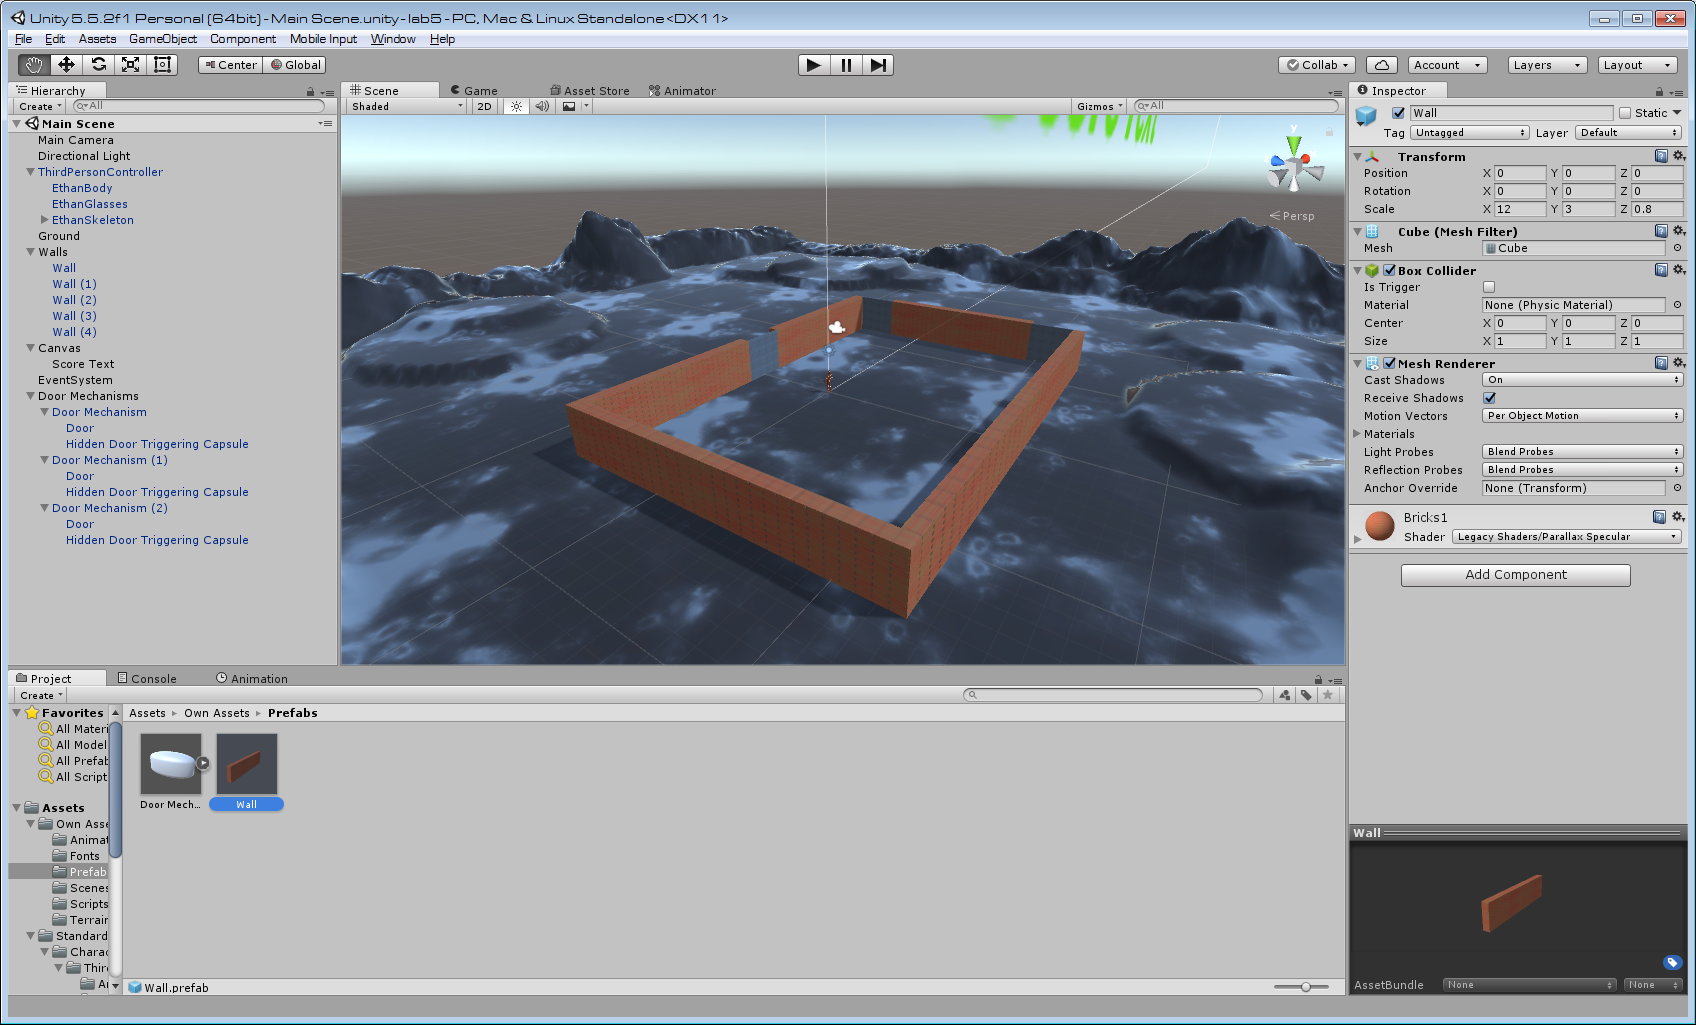 Unity 5.5.2f1 Personal (64bit) - Main Scene.unity - lab5 - PC, Mac & Linux Standalone <DX11>
File Edit Assets GameObject Component Mobile Input Window Help
Center Global Collab Account Layers Layout
Hierarchy
Create All
Main Scene
Main Camera
Directional Light
ThirdPersonController
EthanBody
EthanGlasses
EthanSkeleton
Ground
Walls
Wall
Wall (1)
Wall (2)
Wall (3)
Wall (4)
Canvas
Score Text
EventSystem
Door Mechanisms
Door Mechanism
Door
Hidden Door Triggering Capsule
Door Mechanism (1)
Door
Hidden Door Triggering Capsule
Door Mechanism (2)
Door
Hidden Door Triggering Capsule
Scene Game Asset Store Animator
Shaded 2D Gizmos All
y
Persp
Inspector
Wall Static
Tag Untagged Layer Default
Transform
Position X 0 Y 0 Z 0
Rotation X 0 Y 0 Z 0
Scale X 12 Y 3 Z 0.8
Cube (Mesh Filter)
Mesh Cube
Box Collider
Is Trigger
Material None (Physic Material)
Center X 0 Y 0 Z 0
Size X 1 Y 1 Z 1
Mesh Renderer
Cast Shadows On
Receive Shadows
Motion Vectors Per Object Motion
Materials
Light Probes Blend Probes
Reflection Probes Blend Probes
Anchor Override None (Transform)
Bricks1
Shader Legacy Shaders/Parallax Specular
Add Component
Project Console Animation
Create
Favorites
All Materi
All Model
All Prefab
All Script
Assets
Own Asse
Animat
Fonts
Prefab
Scenes
Scripts
Terrain
Standard
Charac
Thir
Assets Own Assets Prefabs
Door Mech... Wall
Wall.prefab
Wall
AssetBundle None None